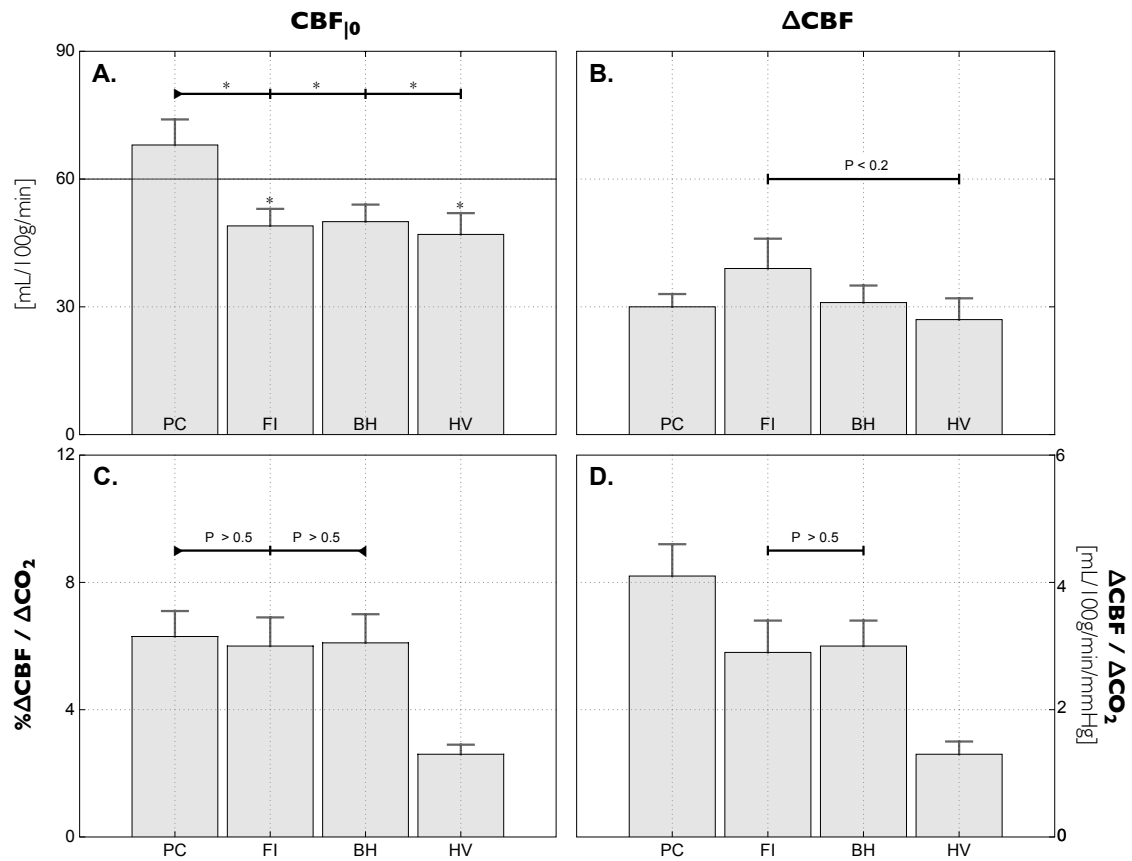 CBF|0
ΔCBF
90
60
30
0
[mL/100g/min]
A.
*
*
*
*
*
PC
FI
BH
HV
B.
P < 0.2
PC
FI
BH
HV
12
8
4
0
%ΔCBF / ΔCO2
C.
P > 0.5
P > 0.5
PC
FI
BH
HV
D.
P > 0.5
PC
FI
BH
HV
6
4
2
0
ΔCBF / ΔCO2
[mL/100g/min/mmHg]